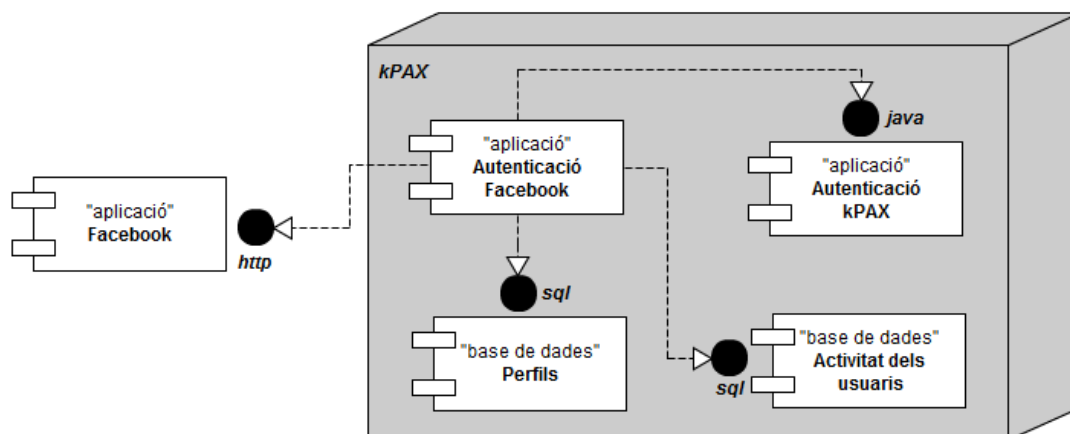 kPAX
java
"aplicació"
Autenticació
Facebook
"aplicació"
Autenticació
kPAX
"aplicació"
Facebook
http
sql
"base de dades"
Perfils
"base de dades"
Activitat dels
usuaris
sql